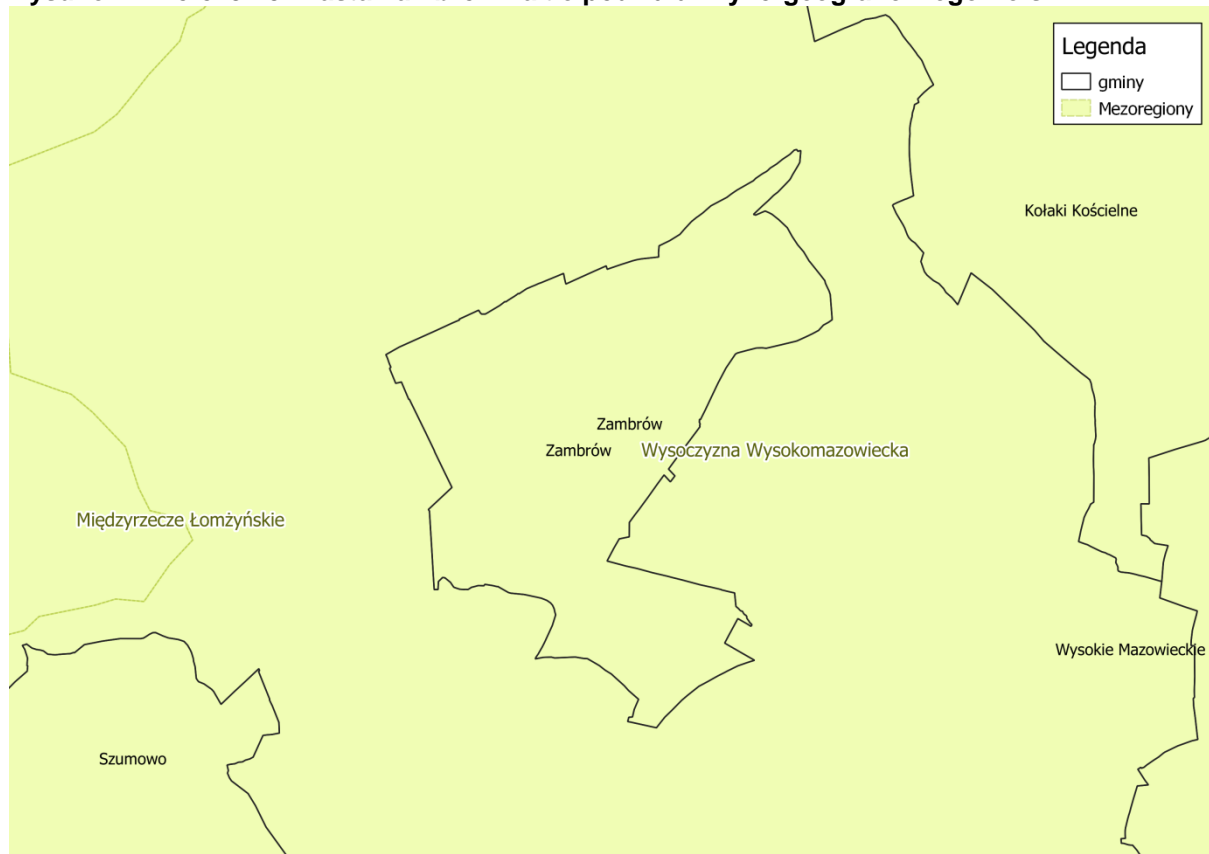 Legenda
gminy
Mezoregiony
Kołaki Kościelne
Zambrów
Zambrów
Wysoczyzna Wysokomazowiecka
Międzyrzecze Łomżyńskie
Wysokie Mazowieckie
Szumowo